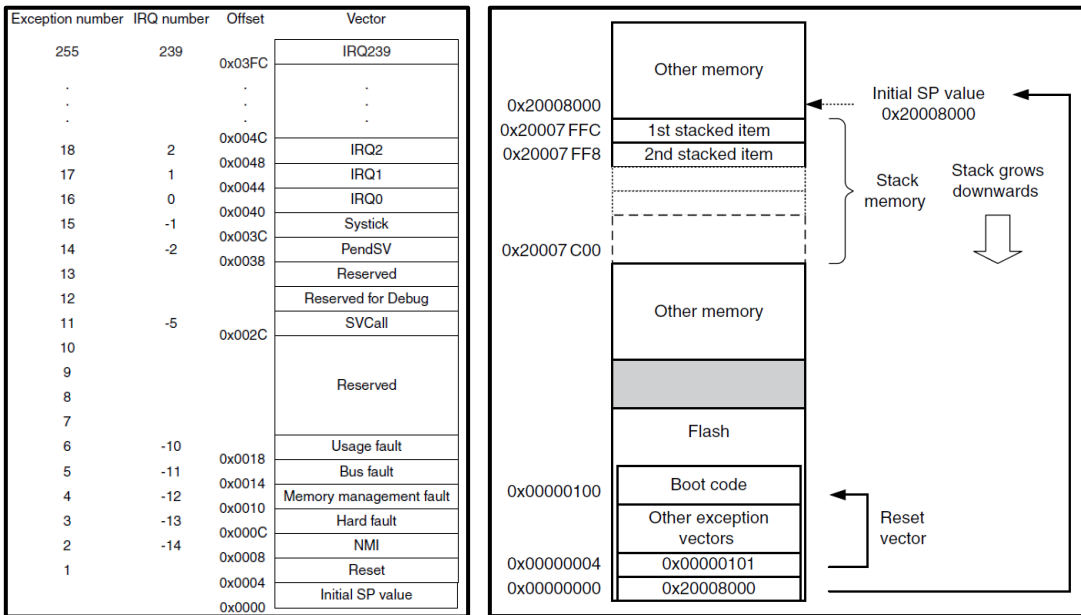 Exception number IRQ number Offset Vector
255 239 IRQ239
0x03FC
. . .
. . .
. . .
0x004C
18 2 IRQ2
0x0048
17 1 IRQ1
0x0044
16 0 IRQ0
0x0040
15 -1 Systick
0x003C
14 -2 PendSV
0x0038
13 Reserved
12 Reserved for Debug
11 -5 SVCall
0x002C
10
9
Reserved
8
7
6 -10 Usage fault
0x0018
5 -11 Bus fault
0x0014
4 -12 Memory management fault
0x0010
3 -13 Hard fault
0x000C
2 -14 NMI
0x0008
1 Reset
0x0004
Initial SP value
0x0000
Other memory
Initial SP value
0x20008000
0x20008000
0x20007FFC 1st stacked item
0x20007FF8 2nd stacked item
Stack
memory
Stack grows
downwards
0x20007C00
Other memory
Flash
0x00000100 Boot code
Other exception
vectors
Reset
vector
0x00000004 0x00000101
0x00000000 0x20008000